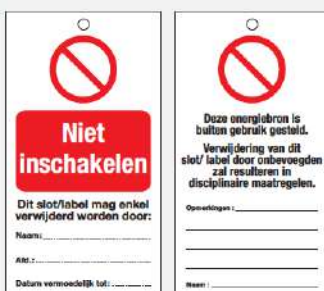 Niet
inschakelen
Dit slot/label mag enkel
verwijderd worden door:
Naam:
Afd.:
Datum vermoedelijk tot:
Deze energiebron is
buiten gebruik gesteld.
Verwijdering van dit
slot/ label door onbevoegden
zal resulteren in
disciplinaire maatregelen.
Opmerkingen:
Naam: